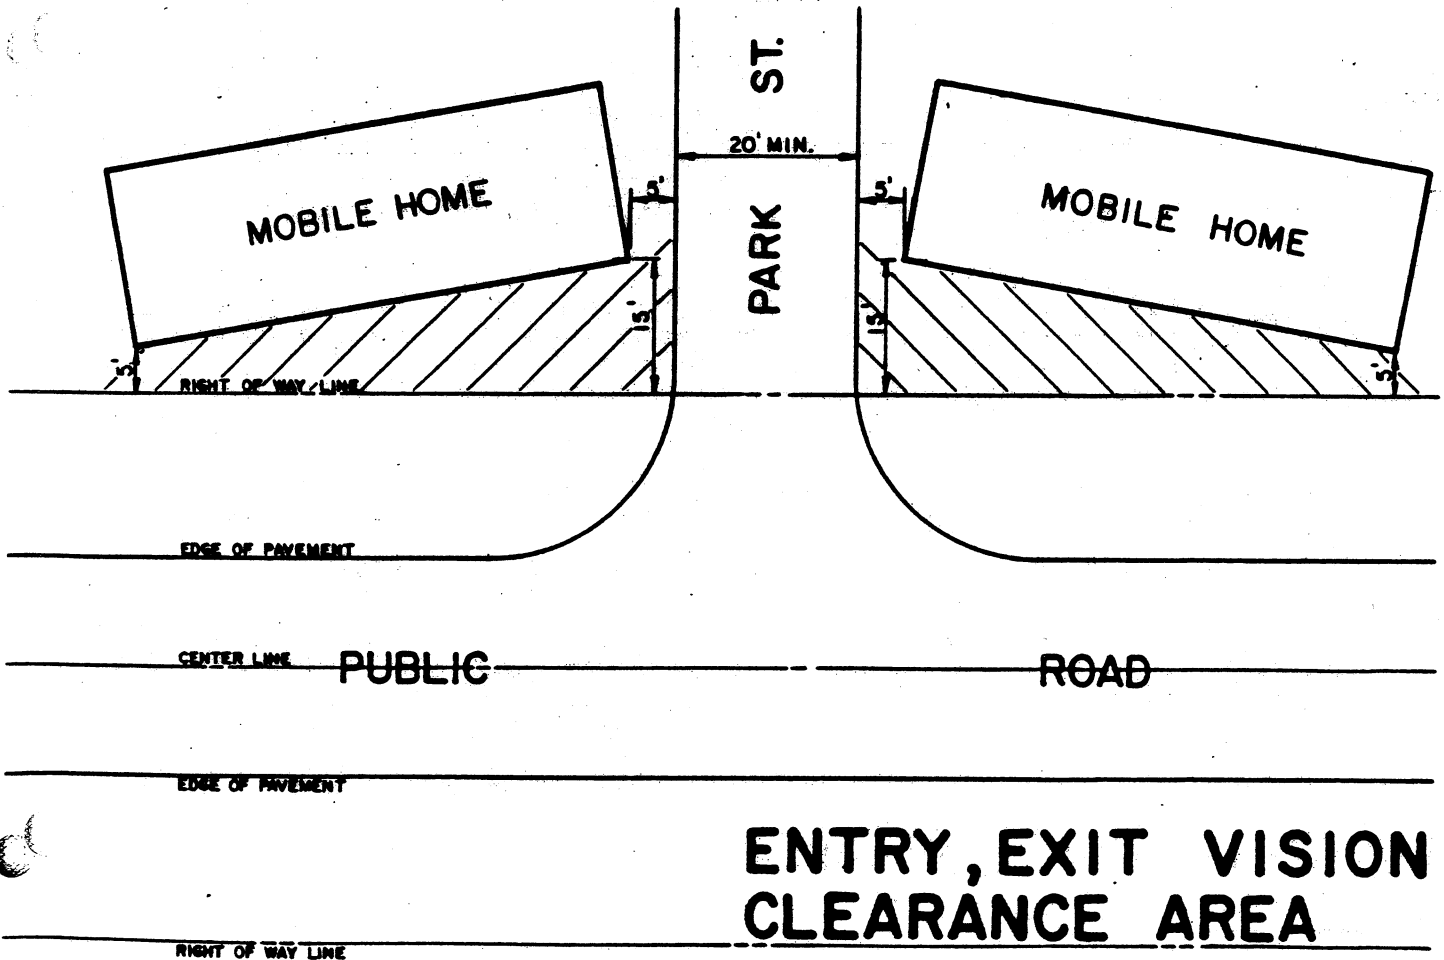 PARK ST.
20' MIN.
5'
5'
MOBILE HOME
MOBILE HOME
15'
15'
5'
5'
RIGHT OF WAY LINE
EDGE OF PAVEMENT
CENTER LINE
PUBLIC ROAD
EDGE OF PAVEMENT
ENTRY, EXIT VISION
CLEARANCE AREA
RIGHT OF WAY LINE